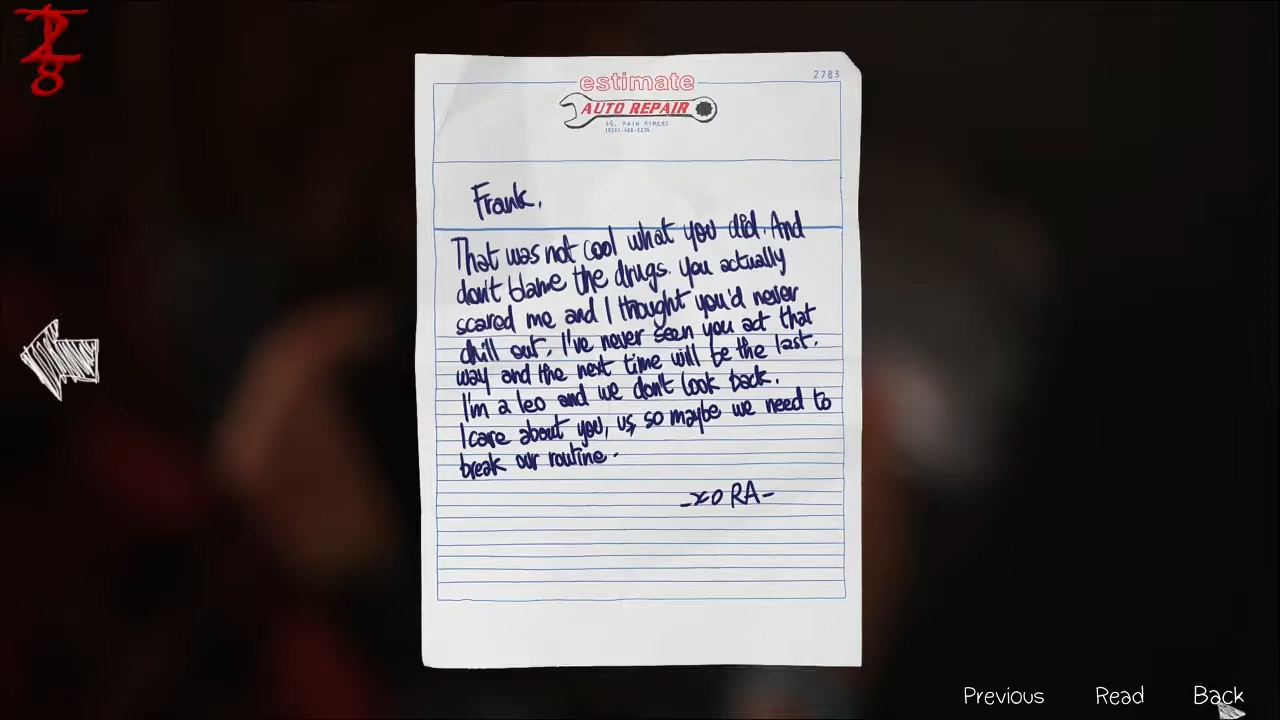 2783
estimate
AUTO REPAIR
45, MAIN STREET
Frank,
That was not cool what you did. And
don't blame the drugs. You actually
scared me and I thought you'd never
chill out. I've never seen you act that
way and the next time will be the last.
I'm a leo and we don't look back.
I care about you, us, so maybe we need to
break our routine.
-xo RA-
Previous Read Back